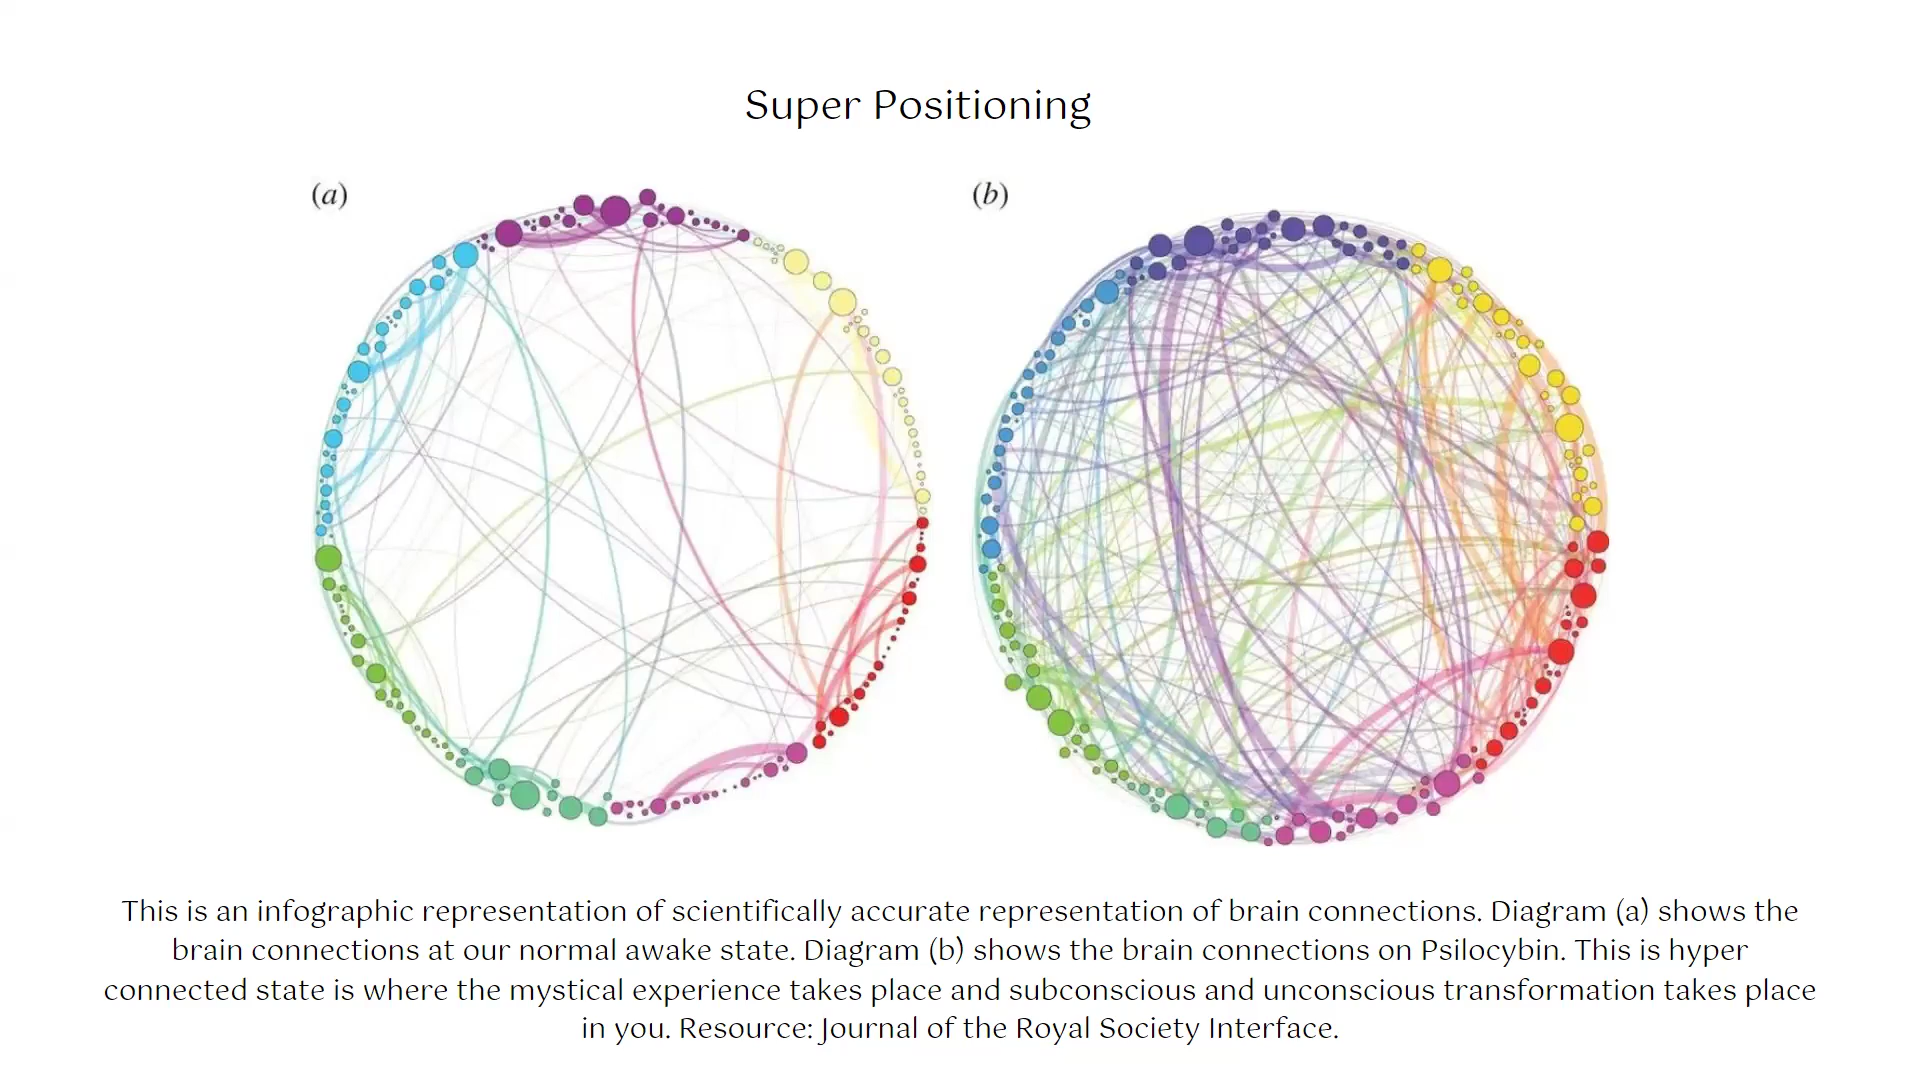 Super Positioning
(a)
(b)
This is an infographic representation of scientifically accurate representation of brain connections. Diagram (a) shows the
brain connections at our normal awake state. Diagram (b) shows the brain connections on Psilocybin. This is hyper
connected state is where the mystical experience takes place and subconscious and unconscious transformation takes place
in you. Resource: Journal of the Royal Society Interface.